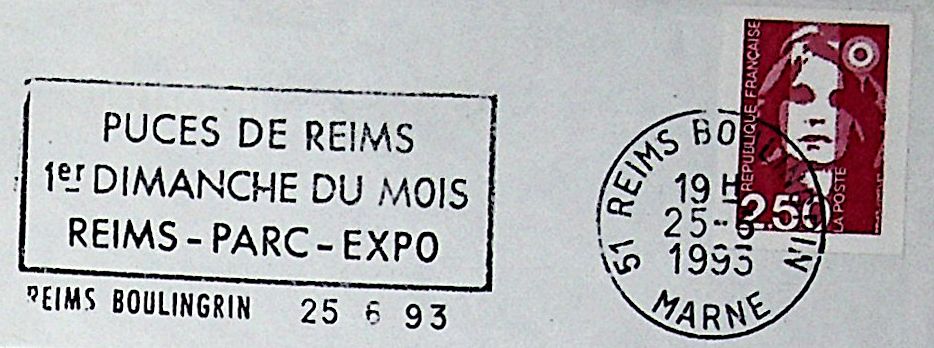 PUCES DE REIMS
1er DIMANCHE DU MOIS
REIMS - PARC - EXPO
REIMS BOULINGRIN 25 6 93
51 REIMS BOULINGRIN
19 H
25-6
1993
MARNE
REPUBLIQUE FRANÇAISE
2.50
LA POSTE